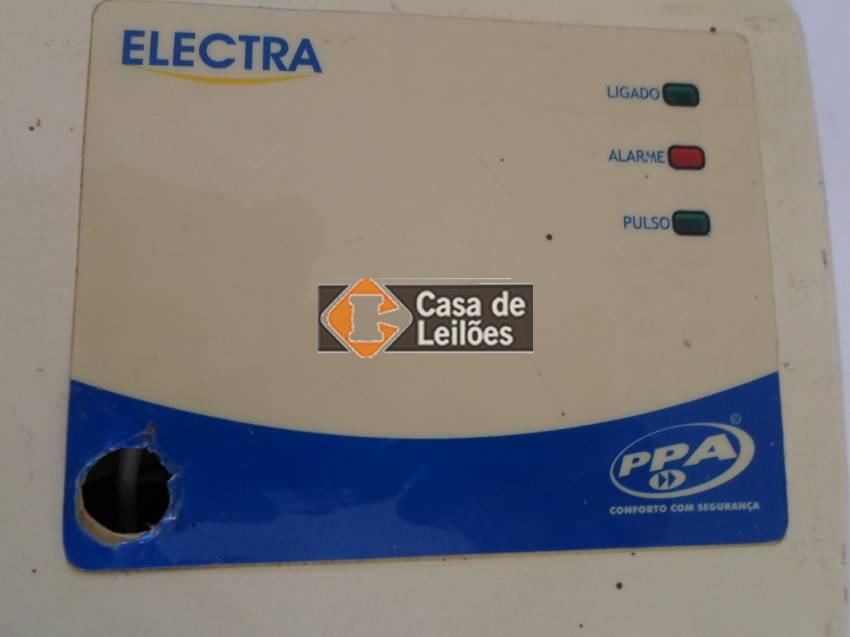 ELECTRA
LIGADO
ALARME
PULSO
Casa de
Leilões
PPA®
CONFORTO COM SEGURANÇA